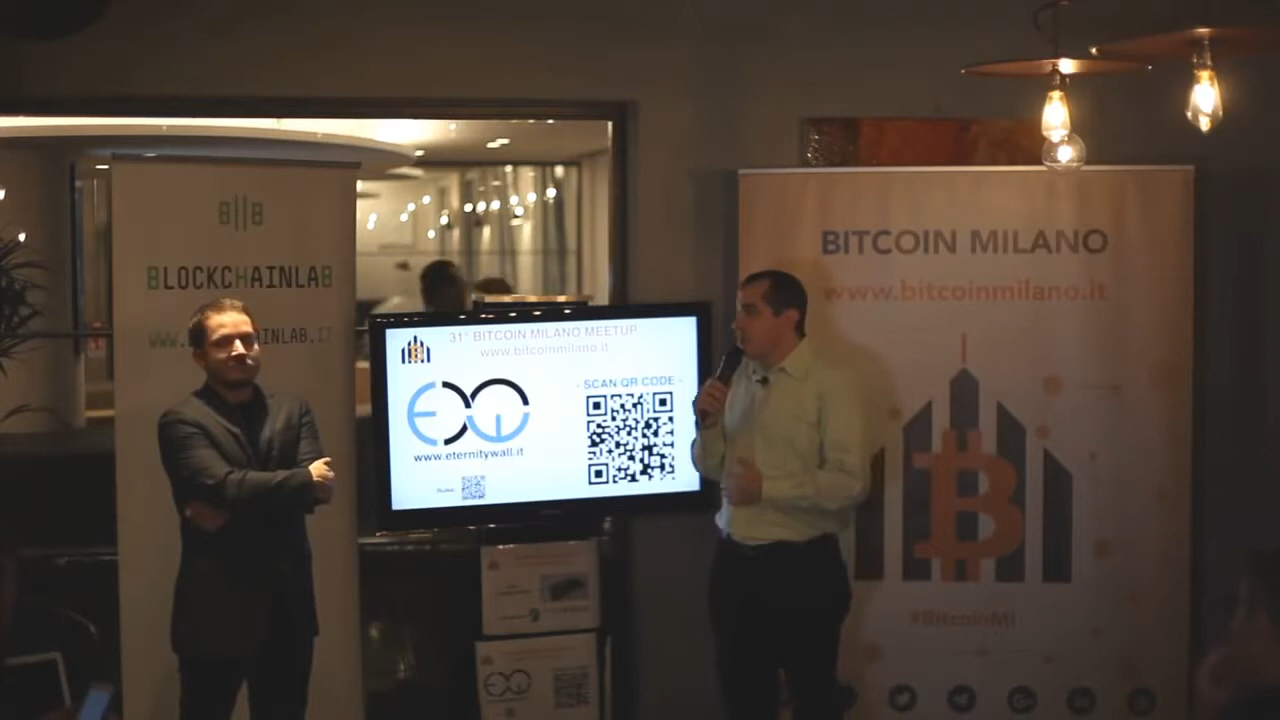 BLOCKCHAINLAB
31° BITCOIN MILANO MEETUP
www.bitcoinmilano.it
- SCAN QR CODE -
www.eternitywall.it
BITCOIN MILANO
www.bitcoinmilano.it
#BitcoinMi